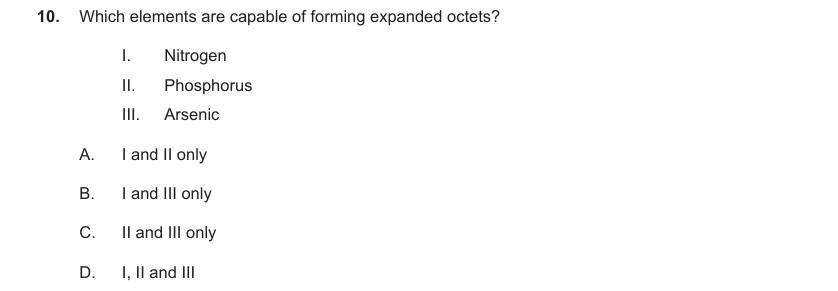 10. Which elements are capable of forming expanded octets?
I. Nitrogen
II. Phosphorus
III. Arsenic
A. I and II only
B. I and III only
C. II and III only
D. I, II and III